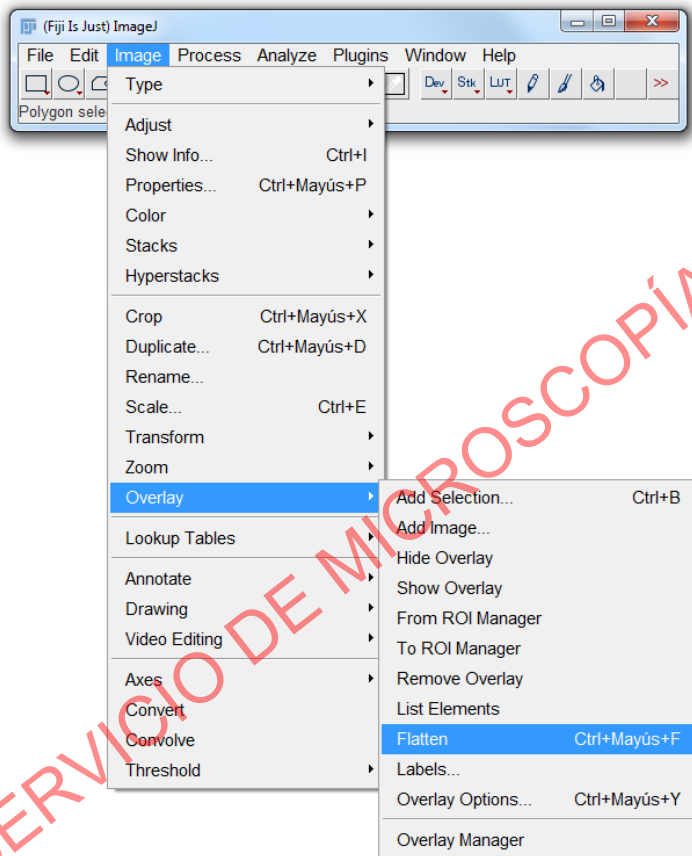 (Fiji Is Just) ImageJ
File Edit Image Process Analyze Plugins Window Help
Dev Stk LUT >>
Polygon sele
Type
Adjust
Show Info... Ctrl+I
Properties... Ctrl+Mayús+P
Color
Stacks
Hyperstacks
Crop Ctrl+Mayús+X
Duplicate... Ctrl+Mayús+D
Rename...
Scale... Ctrl+E
Transform
Zoom
Overlay
Lookup Tables
Annotate
Drawing
Video Editing
Axes
Convert
Convolve
Threshold
Add Selection... Ctrl+B
Add Image...
Hide Overlay
Show Overlay
From ROI Manager
To ROI Manager
Remove Overlay
List Elements
Flatten Ctrl+Mayús+F
Labels...
Overlay Options... Ctrl+Mayús+Y
Overlay Manager
SERVICIO DE MICROSCOPÍA